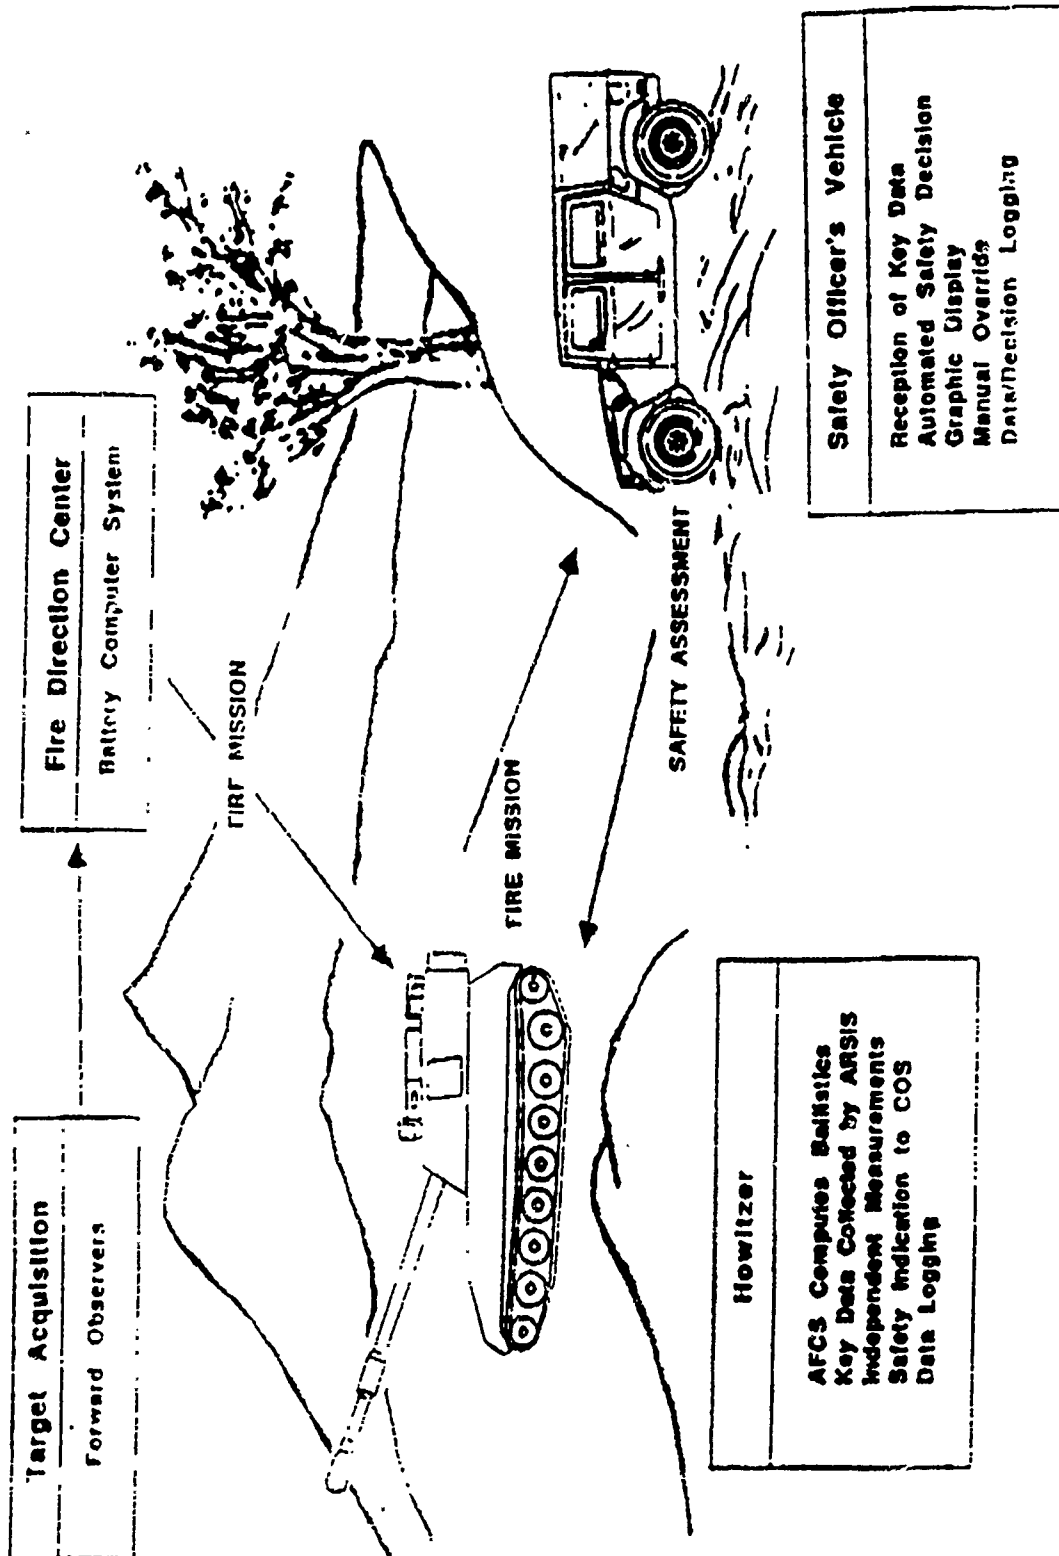 Target Acquisition
Forward Observers
Fire Direction Center
Battery Computer System
FIRE MISSION
FIRE MISSION
SAFETY ASSESSMENT
Howitzer
AFCS Computes Ballistics
Key Data Collected by ARSIS
Independent Measurements
Safety Indication to COS
Data Logging
Safety Officer's Vehicle
Reception of Key Data
Automated Safety Decision
Graphic Display
Manual Override
Data/Decision Logging